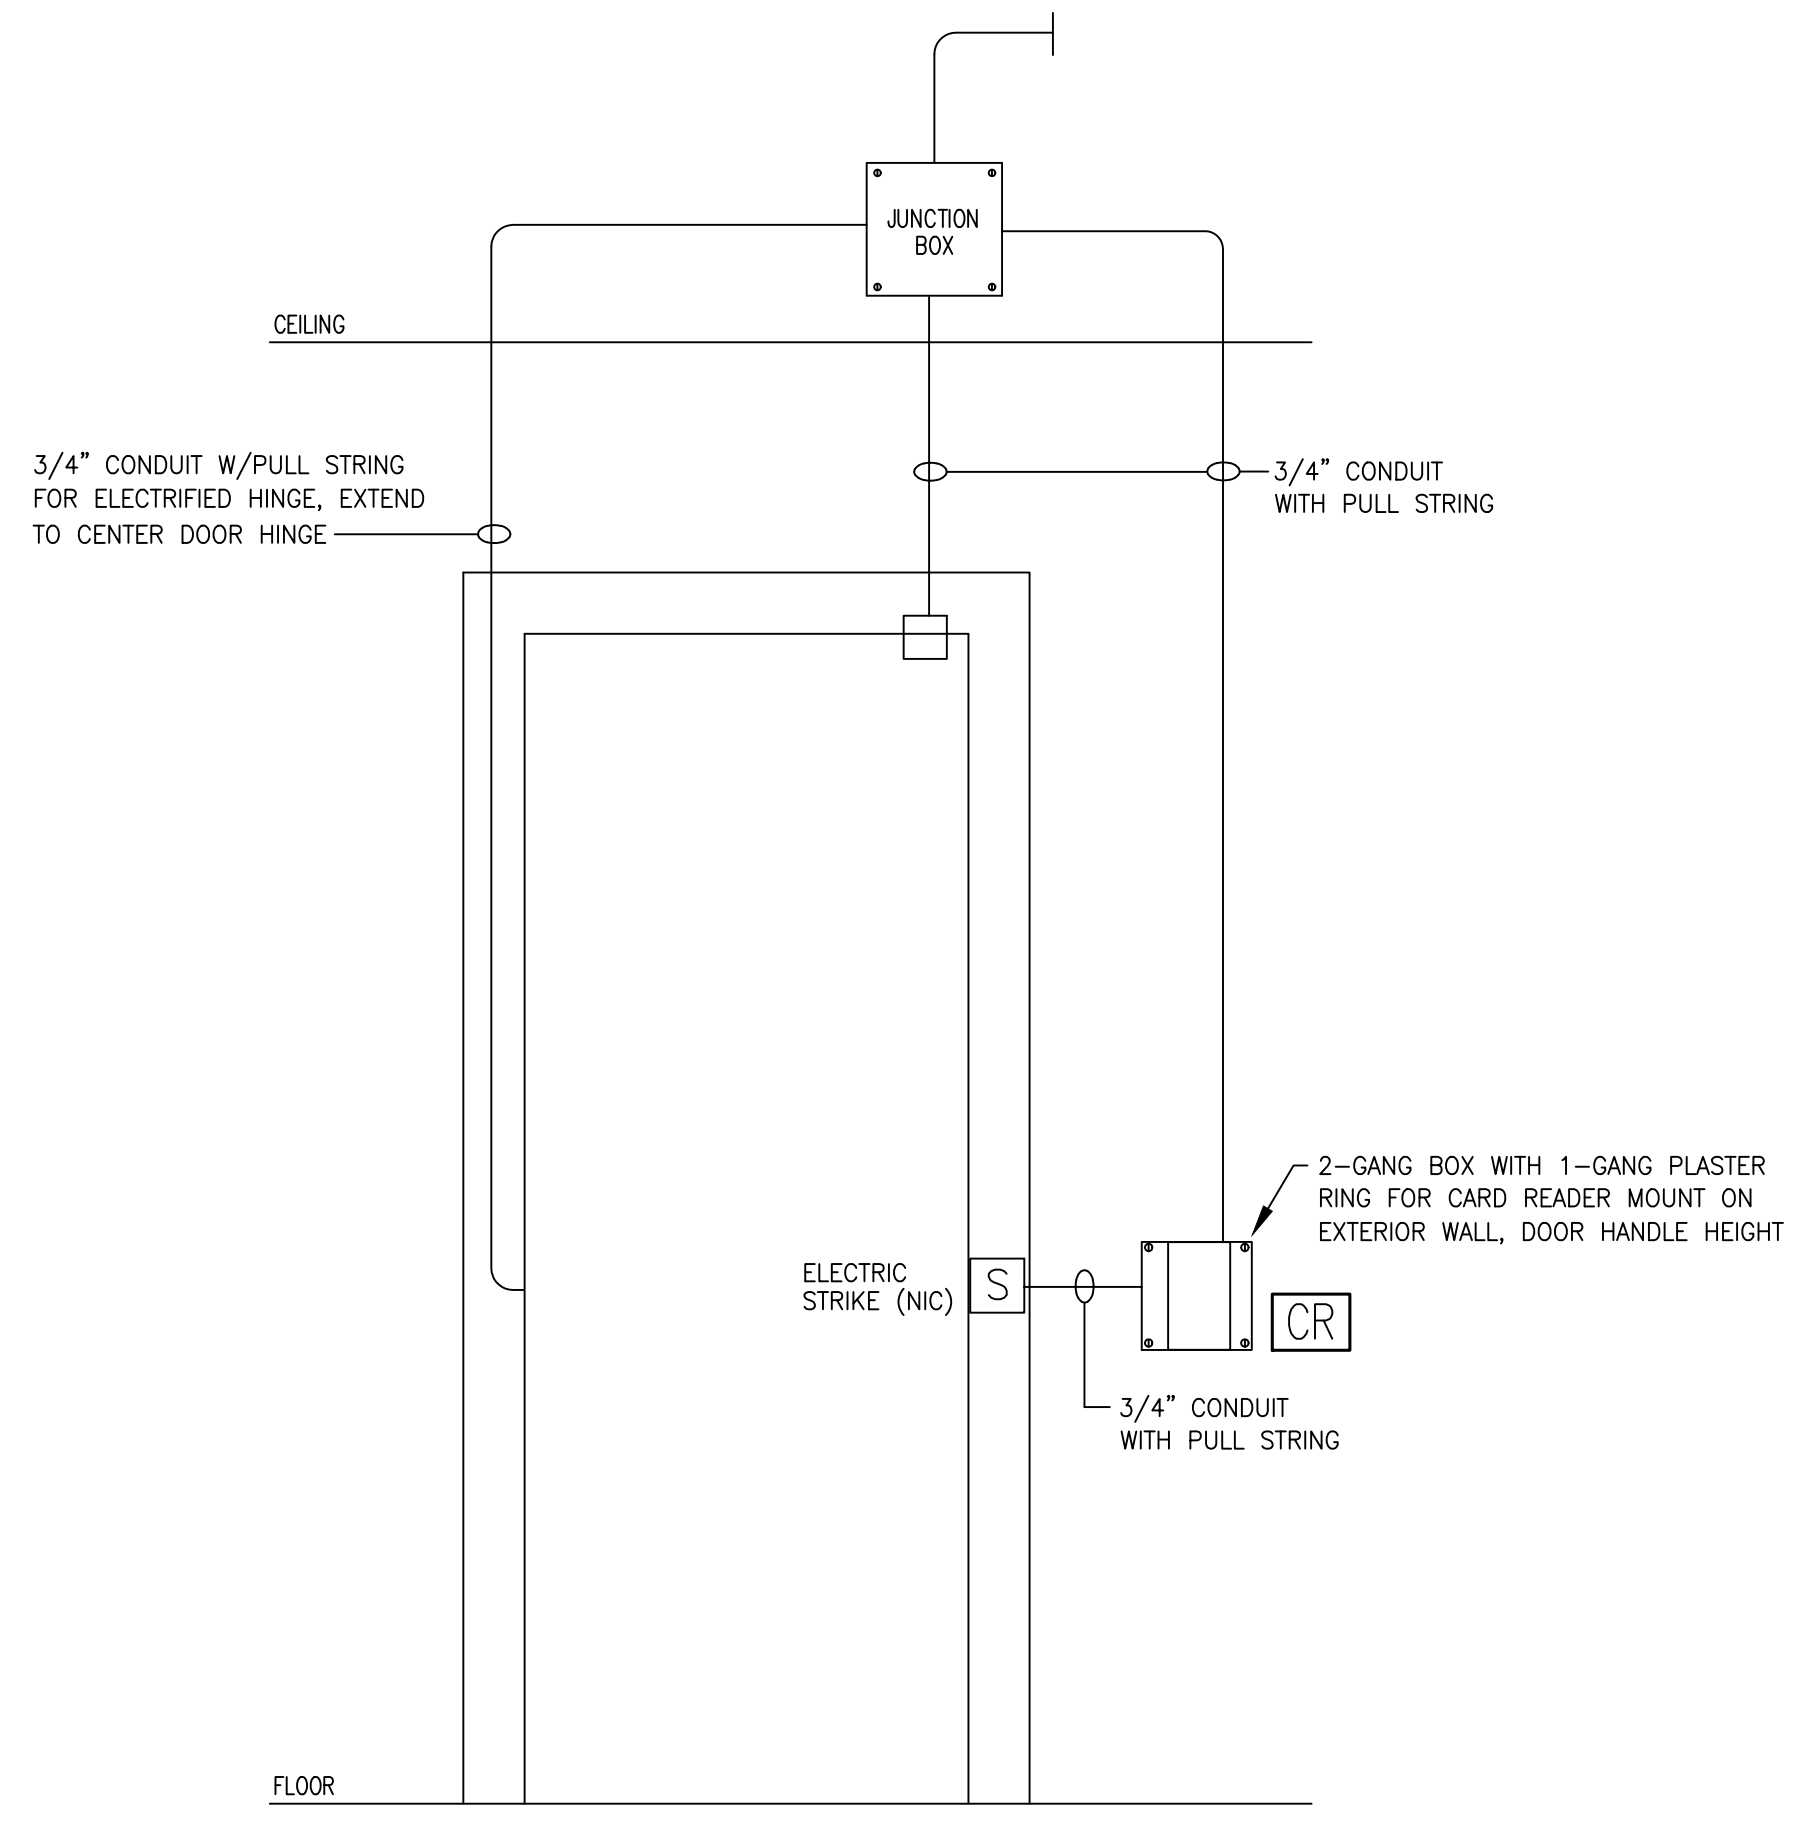 JUNCTION
BOX
CEILING
3/4” CONDUIT W/PULL STRING
FOR ELECTRIFIED HINGE, EXTEND
TO CENTER DOOR HINGE
3/4” CONDUIT
WITH PULL STRING
2-GANG BOX WITH 1-GANG PLASTER
RING FOR CARD READER MOUNT ON
EXTERIOR WALL, DOOR HANDLE HEIGHT
ELECTRIC
STRIKE (NIC)
S
CR
3/4” CONDUIT
WITH PULL STRING
FLOOR